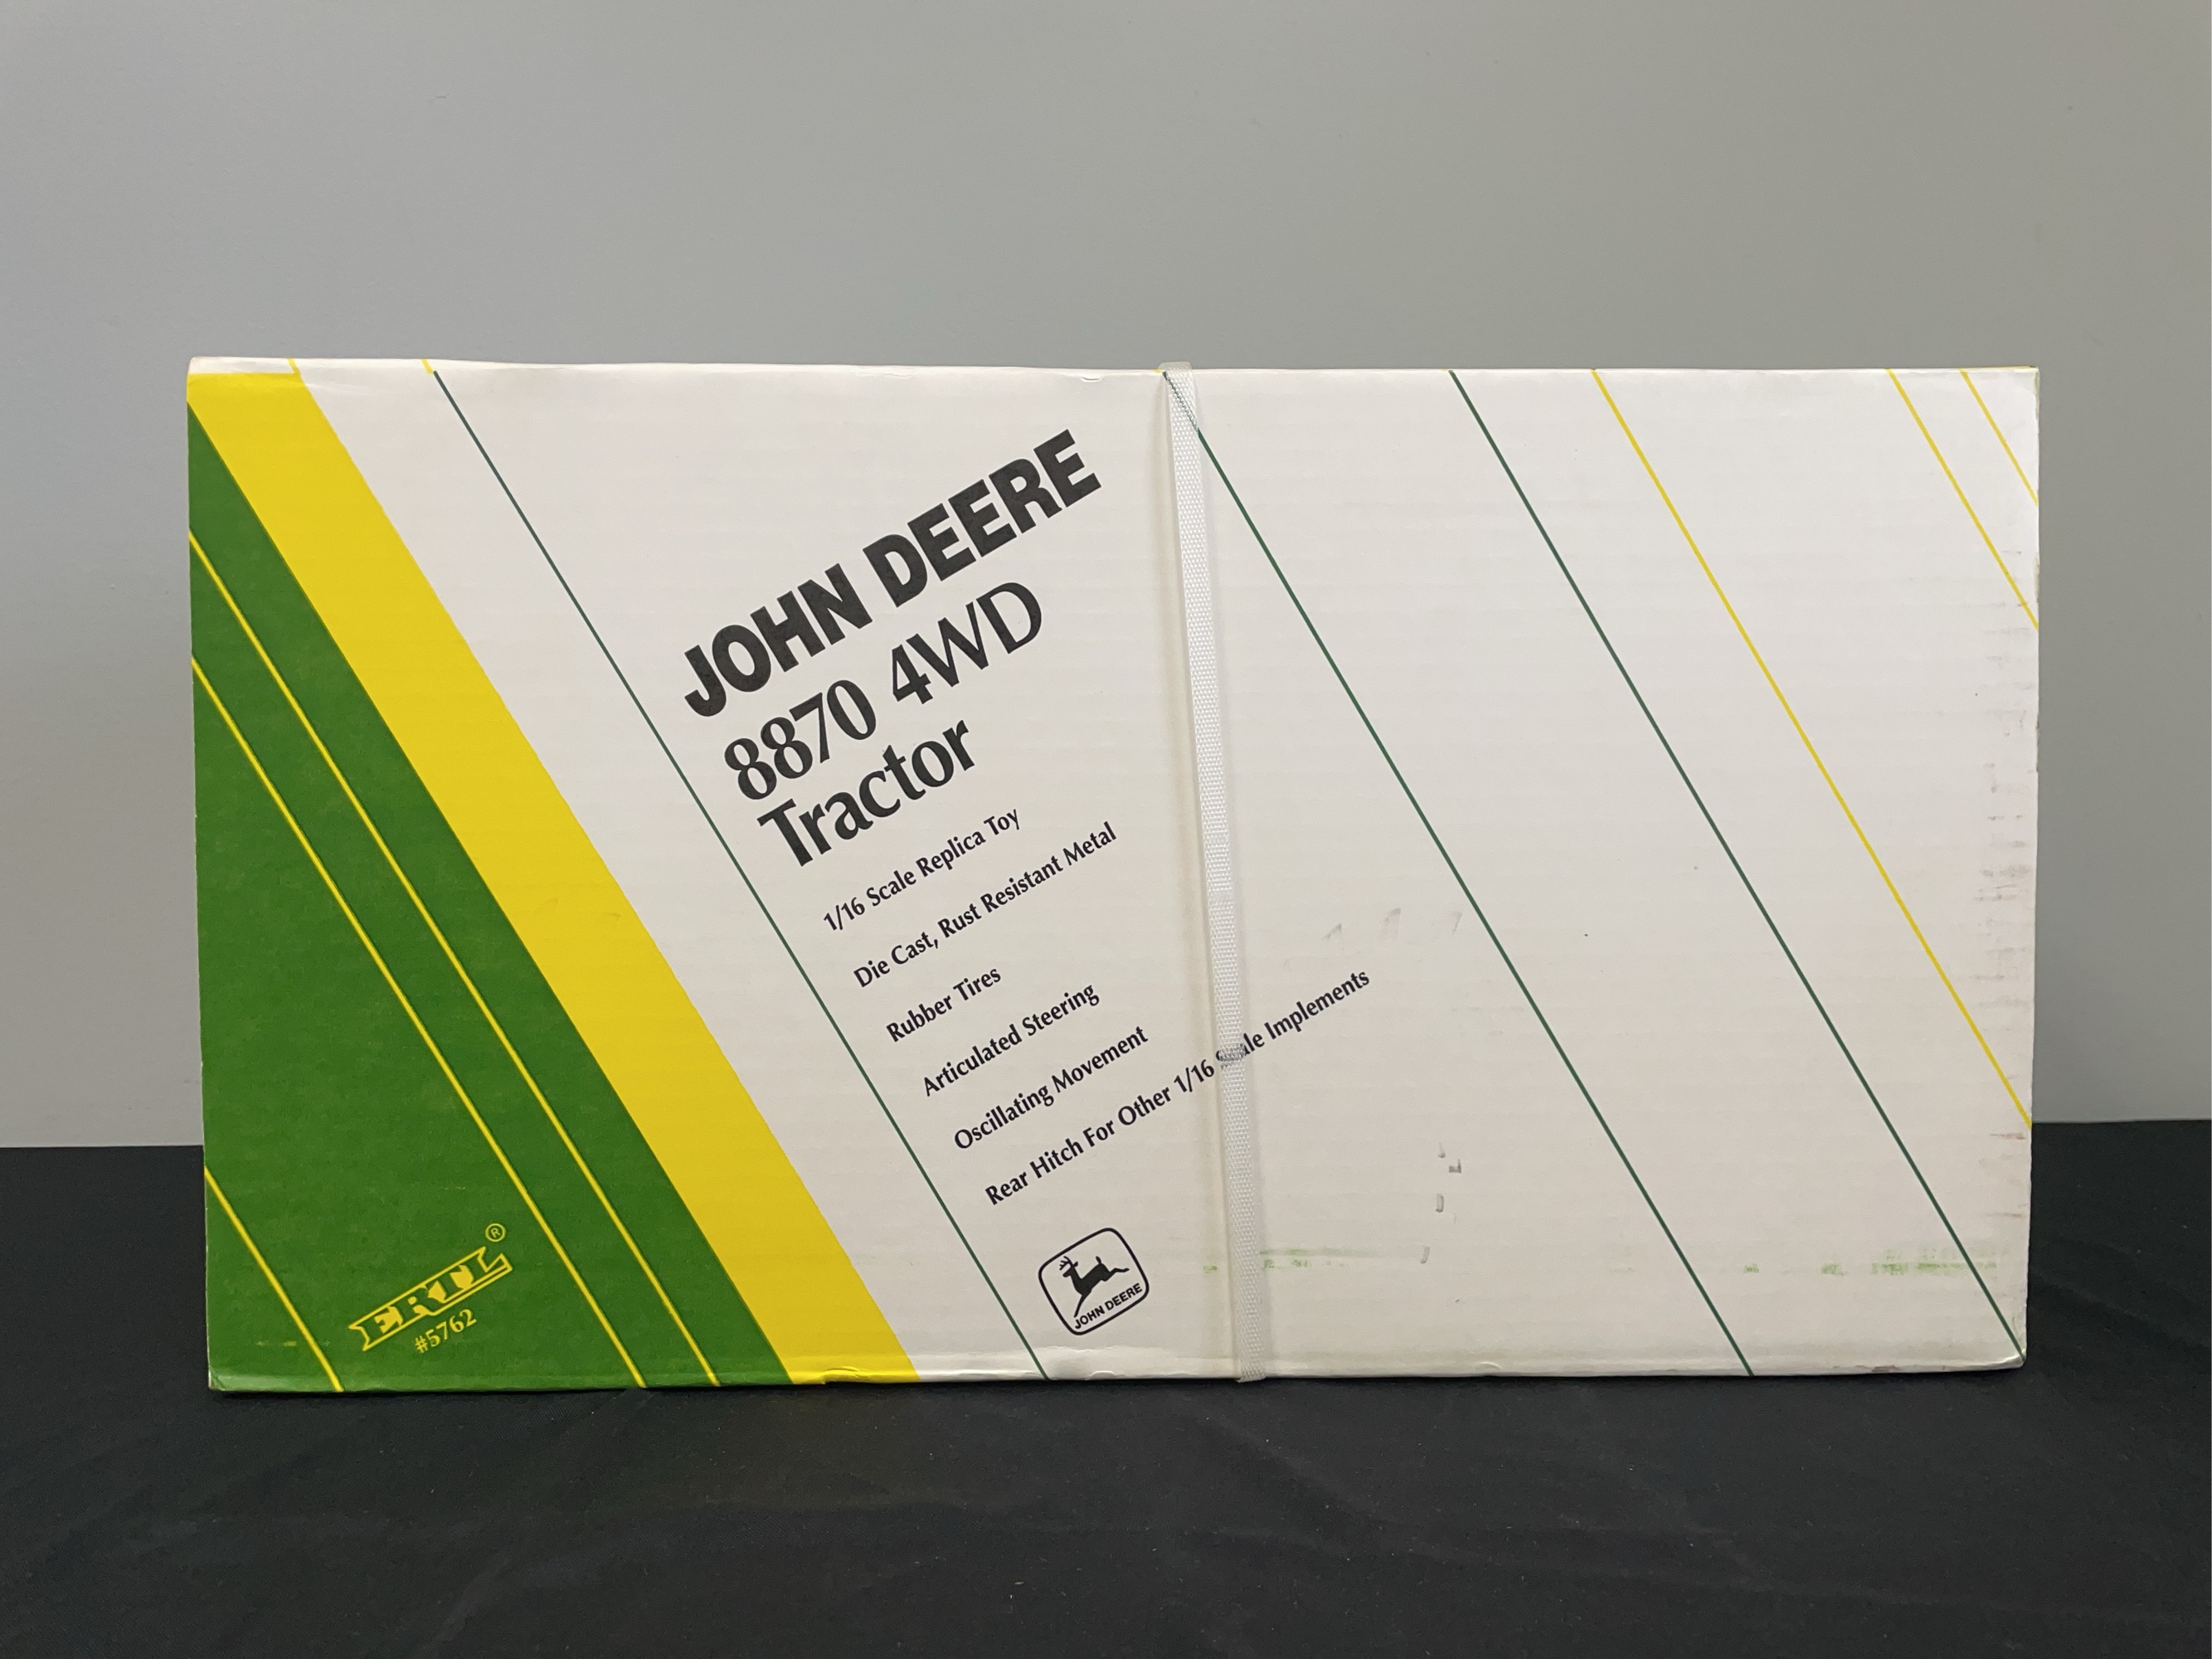 JOHN DEERE
8870 4WD
Tractor
1/16 Scale Replica Toy
Die Cast, Rust Resistant Metal
Rubber Tires
Articulated Steering
Oscillating Movement
Rear Hitch For Other 1/16 Scale Implements
JOHN DEERE
ERTL®
#5762